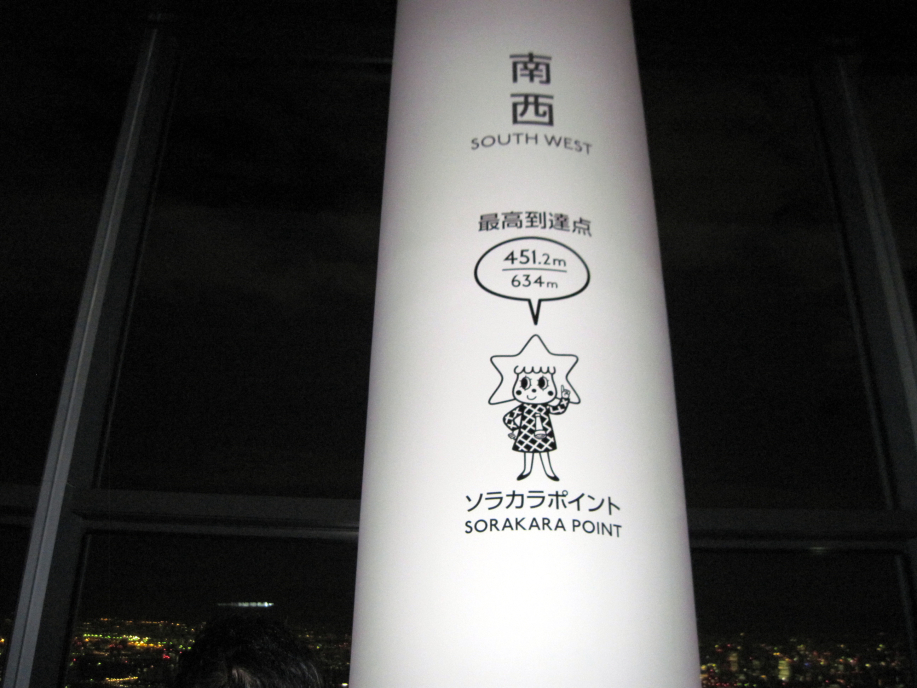 南
西
SOUTH WEST
最高到達点
451.2m
634m
ソラカラポイント
SORAKARA POINT